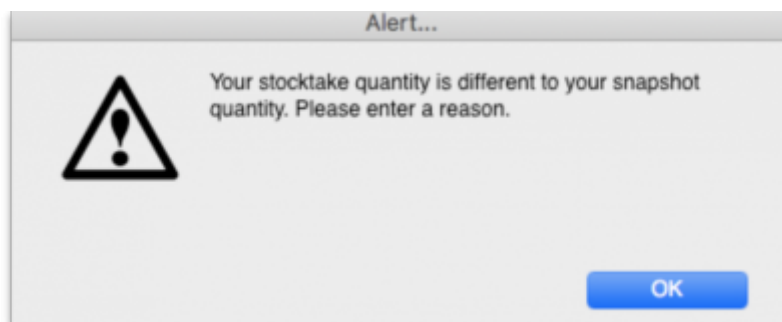 Alert...
Your stocktake quantity is different to your snapshot
quantity. Please enter a reason.
OK